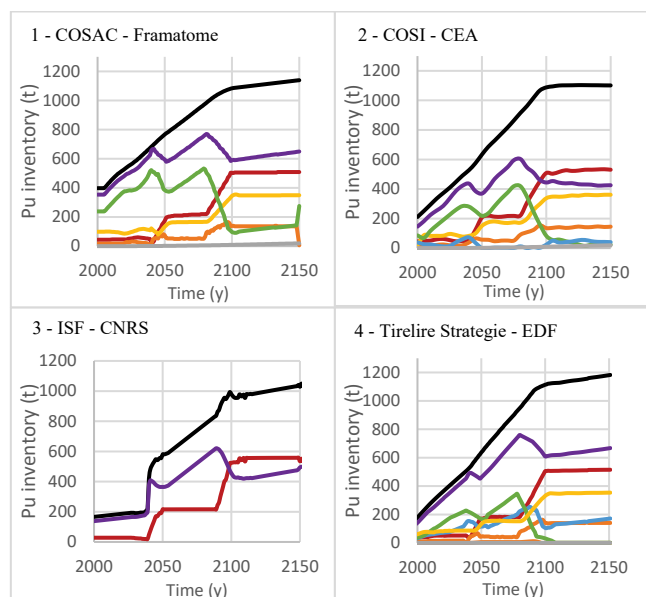 1 - COSAC - Framatome
Pu inventory (t)
1200
1000
800
600
400
200
0
2000 2050 2100 2150
Time (y)
2 - COSI - CEA
Pu inventory (t)
1200
1000
800
600
400
200
0
2000 2050 2100 2150
Time (y)
3 - ISF - CNRS
Pu inventory (t)
1200
1000
800
600
400
200
0
2000 2050 2100 2150
Time (y)
4 - Tirelire Strategie - EDF
Pu inventory (t)
1200
1000
800
600
400
200
0
2000 2050 2100 2150
Time (y)